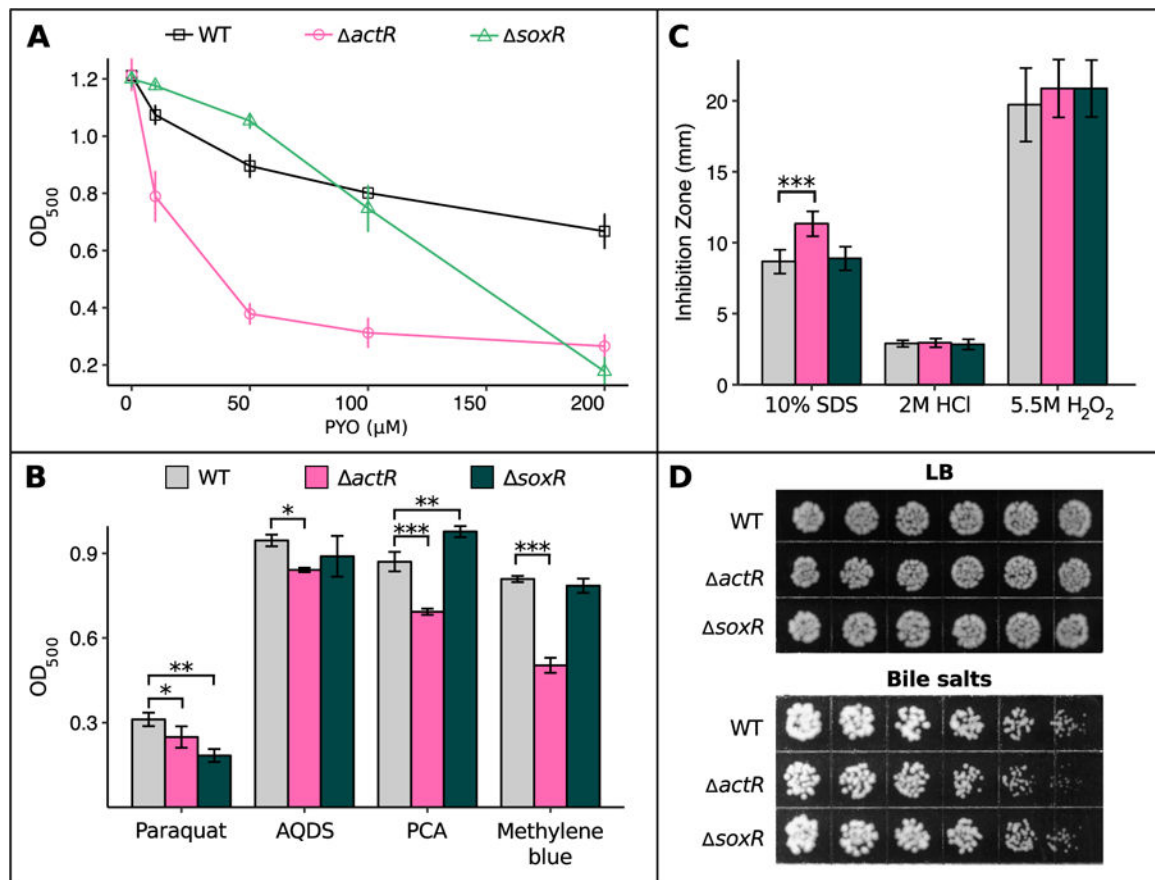 A
WT
ΔactR
ΔsoxR
1.2
1.0
0.8
0.6
0.4
0.2
OD500
0
50
100
150
200
PYO (μM)
B
WT
ΔactR
ΔsoxR
0.9
0.6
0.3
0
OD500
*
**
*
**
***
***
Paraquat
AQDS
PCA
Methylene
blue
C
20
15
10
5
0
Inhibition Zone (mm)
***
10% SDS
2M HCl
5.5M H2O2
D
LB
WT
ΔactR
ΔsoxR
Bile salts
WT
ΔactR
ΔsoxR